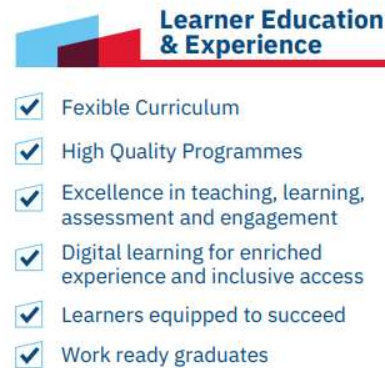 Learner Education
& Experience
Fexible Curriculum
High Quality Programmes
Excellence in teaching, learning,
assessment and engagement
Digital learning for enriched
experience and inclusive access
Learners equipped to succeed
Work ready graduates